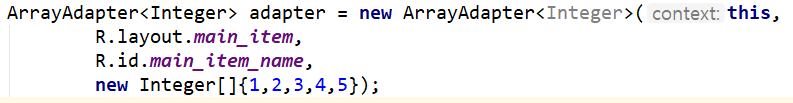 ArrayAdapter<Integer> adapter = new ArrayAdapter<Integer>( context: this,
R.layout.main_item,
R.id.main_item_name,
new Integer[]{1,2,3,4,5});